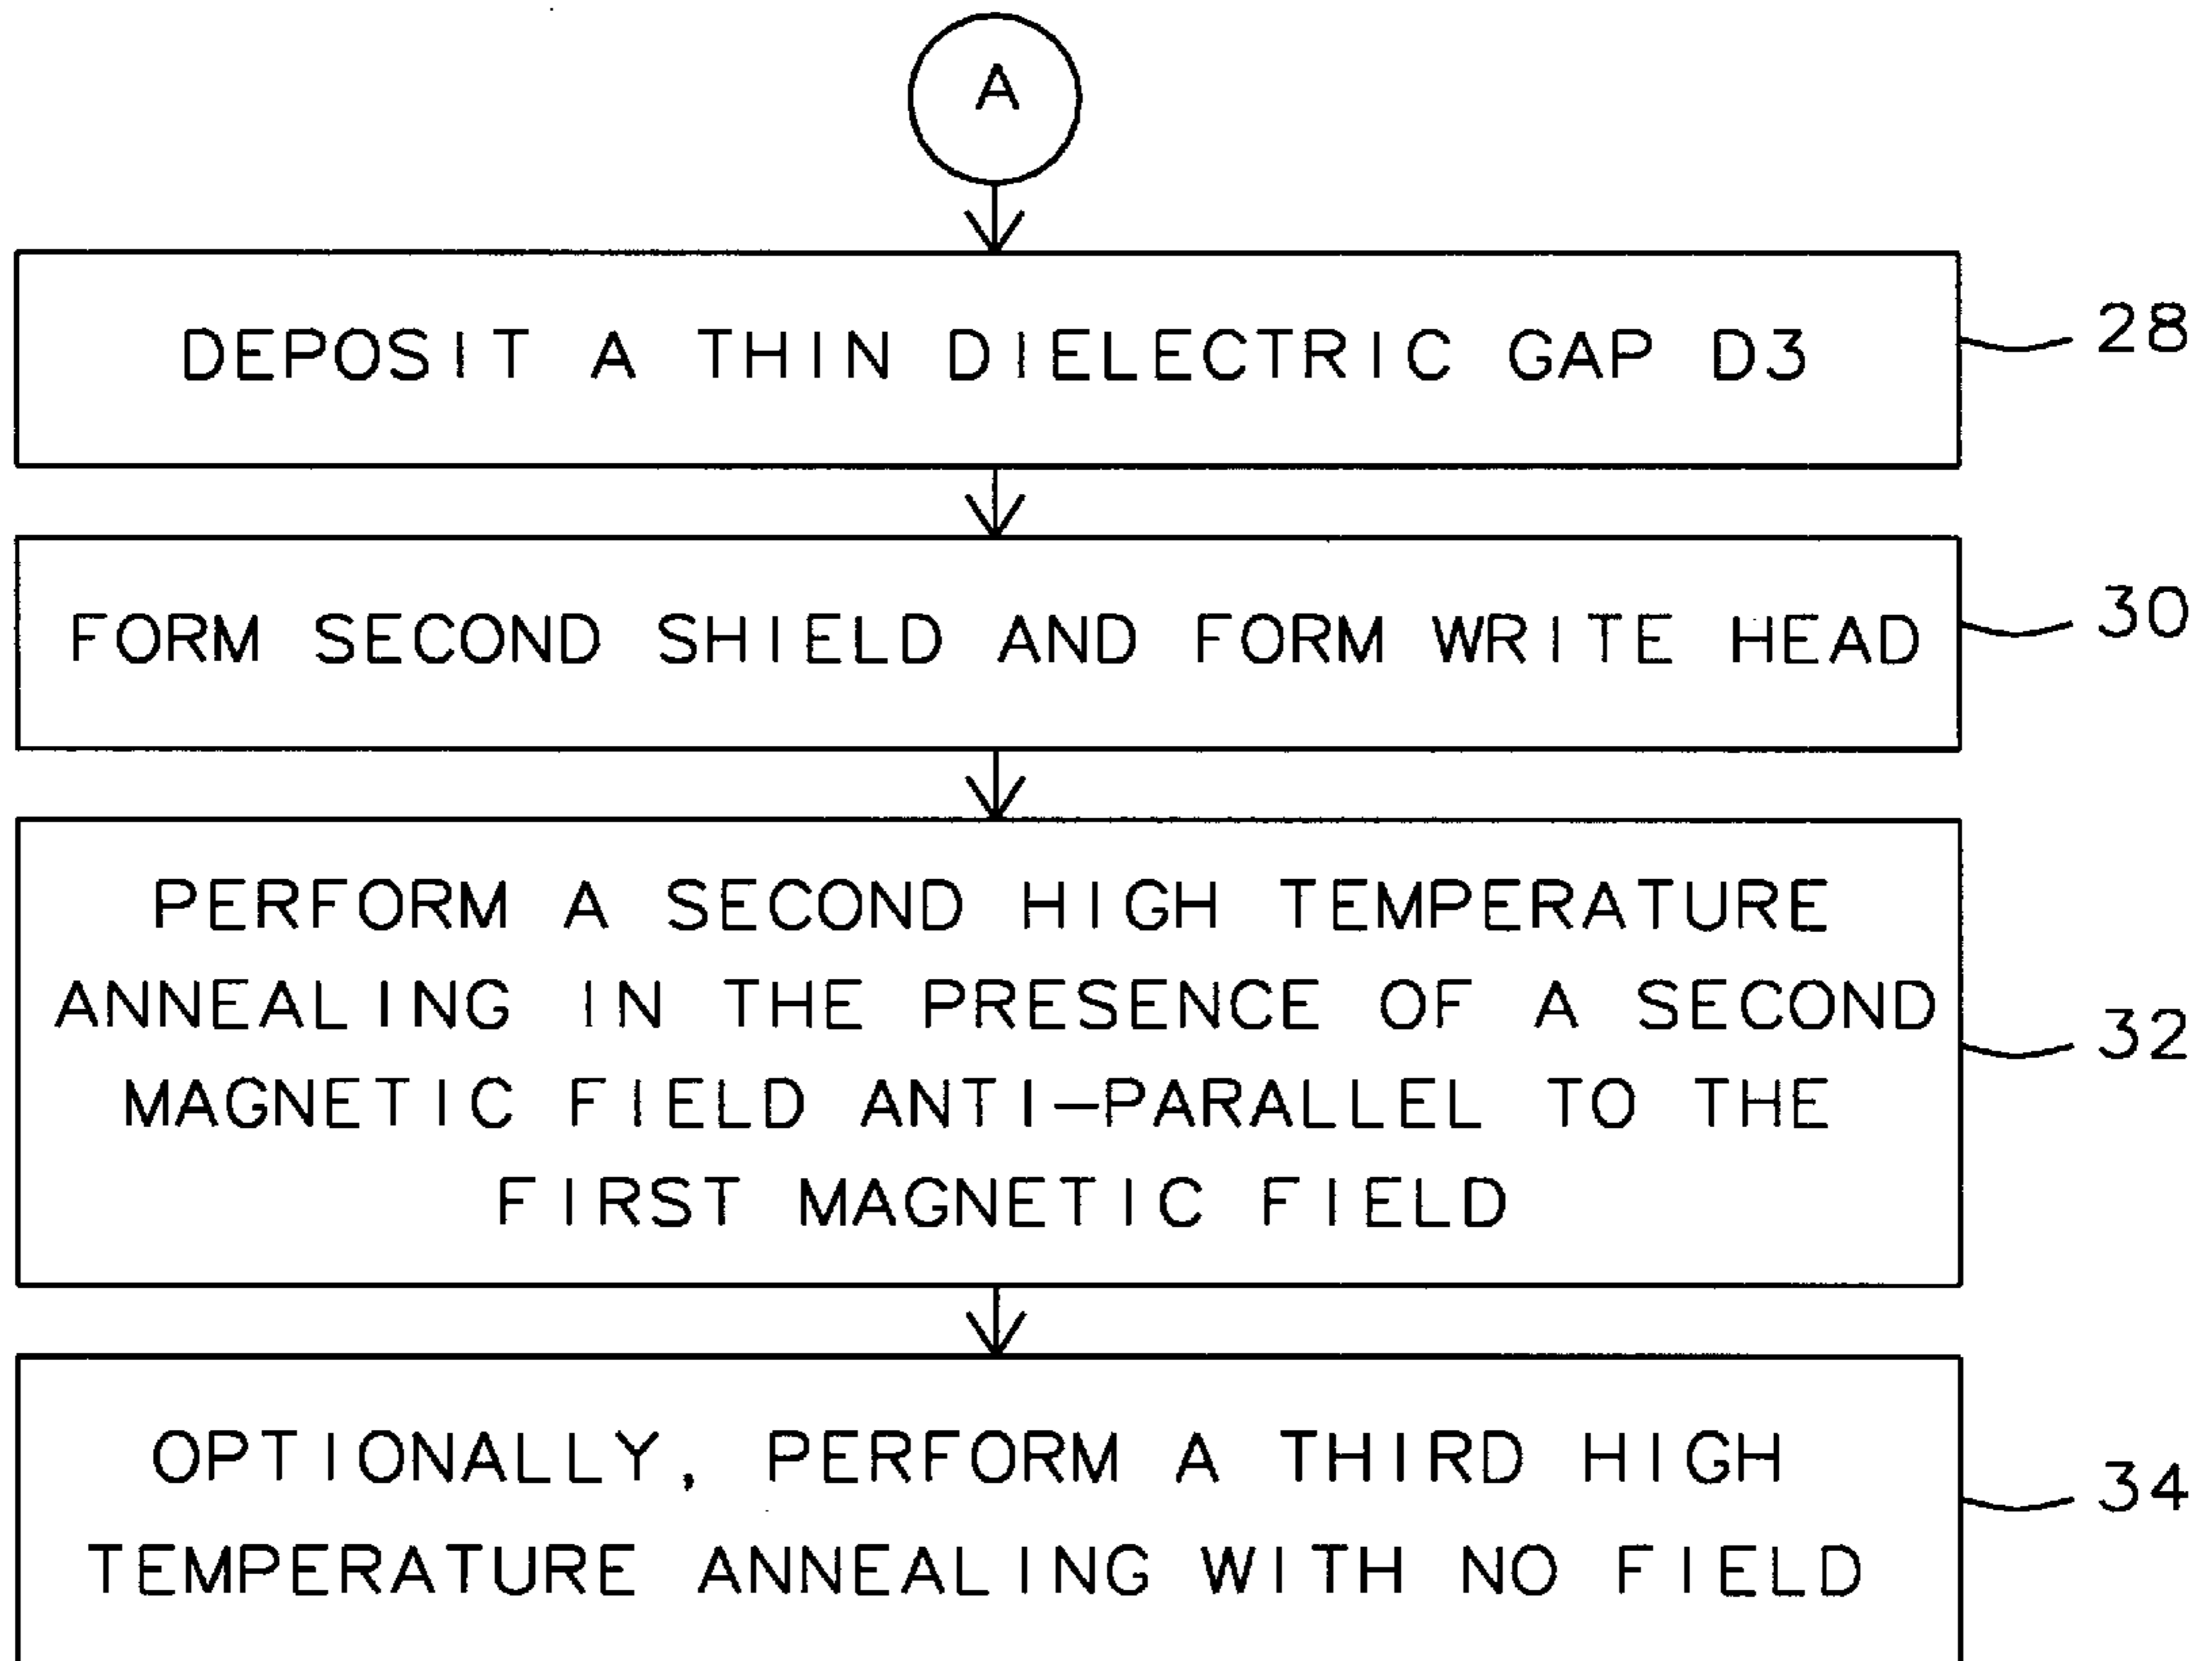 A
DEPOSIT A THIN DIELECTRIC GAP D3
28
FORM SECOND SHIELD AND FORM WRITE HEAD
30
PERFORM A SECOND HIGH TEMPERATURE
ANNEALING IN THE PRESENCE OF A SECOND
MAGNETIC FIELD ANTI-PARALLEL TO THE
FIRST MAGNETIC FIELD
32
OPTIONALLY, PERFORM A THIRD HIGH
TEMPERATURE ANNEALING WITH NO FIELD
34